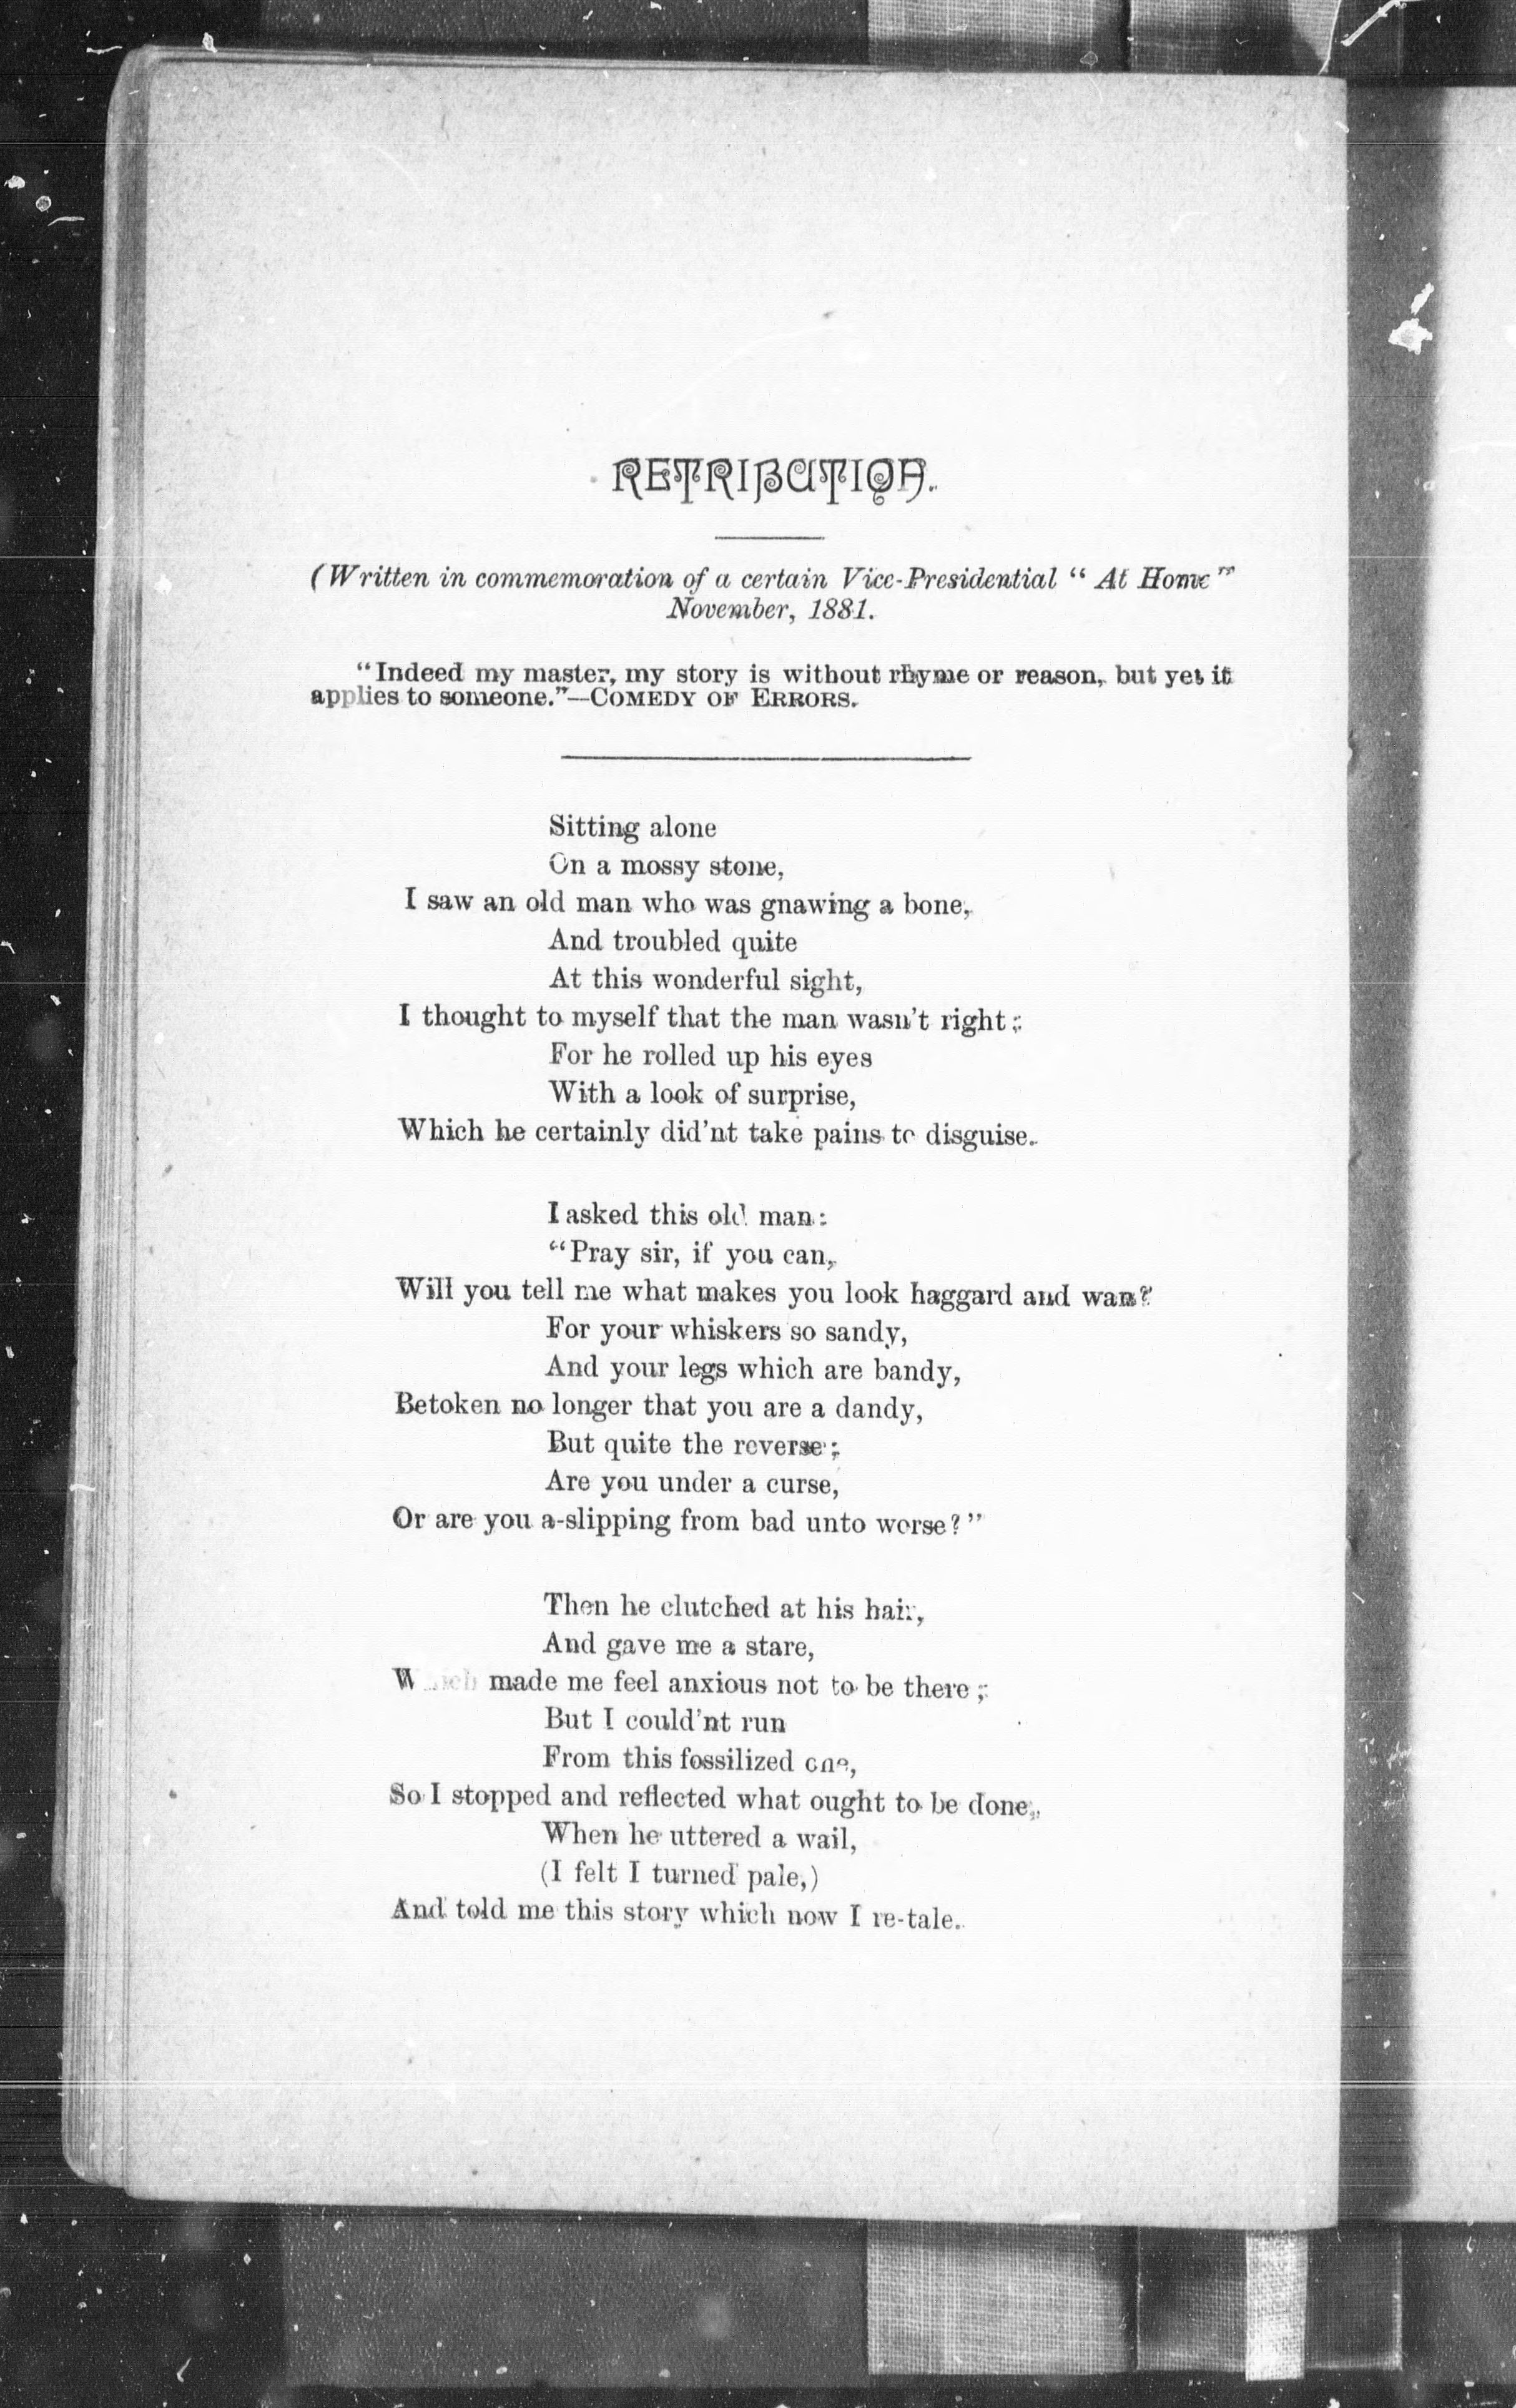 RETRIBUTION.
(Written in commemoration of a certain Vice-Presidential “ At Home ”
November, 1881.
“Indeed my master, my story is without rhyme or reason, but yet it
applies to someone.”—COMEDY OF ERRORS.
Sitting alone
On a mossy stone,
I saw an old man who was gnawing a bone,
And troubled quite
At this wonderful sight,
I thought to myself that the man wasn't right ;
For he rolled up his eyes
With a look of surprise,
Which he certainly did'nt take pains to disguise.
I asked this old man :
“Pray sir, if you can,
Will you tell me what makes you look haggard and wan?
For your whiskers so sandy,
And your legs which are bandy,
Betoken no longer that you are a dandy,
But quite the reverse ;
Are you under a curse,
Or are you a-slipping from bad unto worse? ”
Then he clutched at his hair,
And gave me a stare,
Which made me feel anxious not to be there ;
But I could'nt run
From this fossilized one,
So I stopped and reflected what ought to be done,
When he uttered a wail,
(I felt I turned pale,)
And told me this story which now I re-tale.